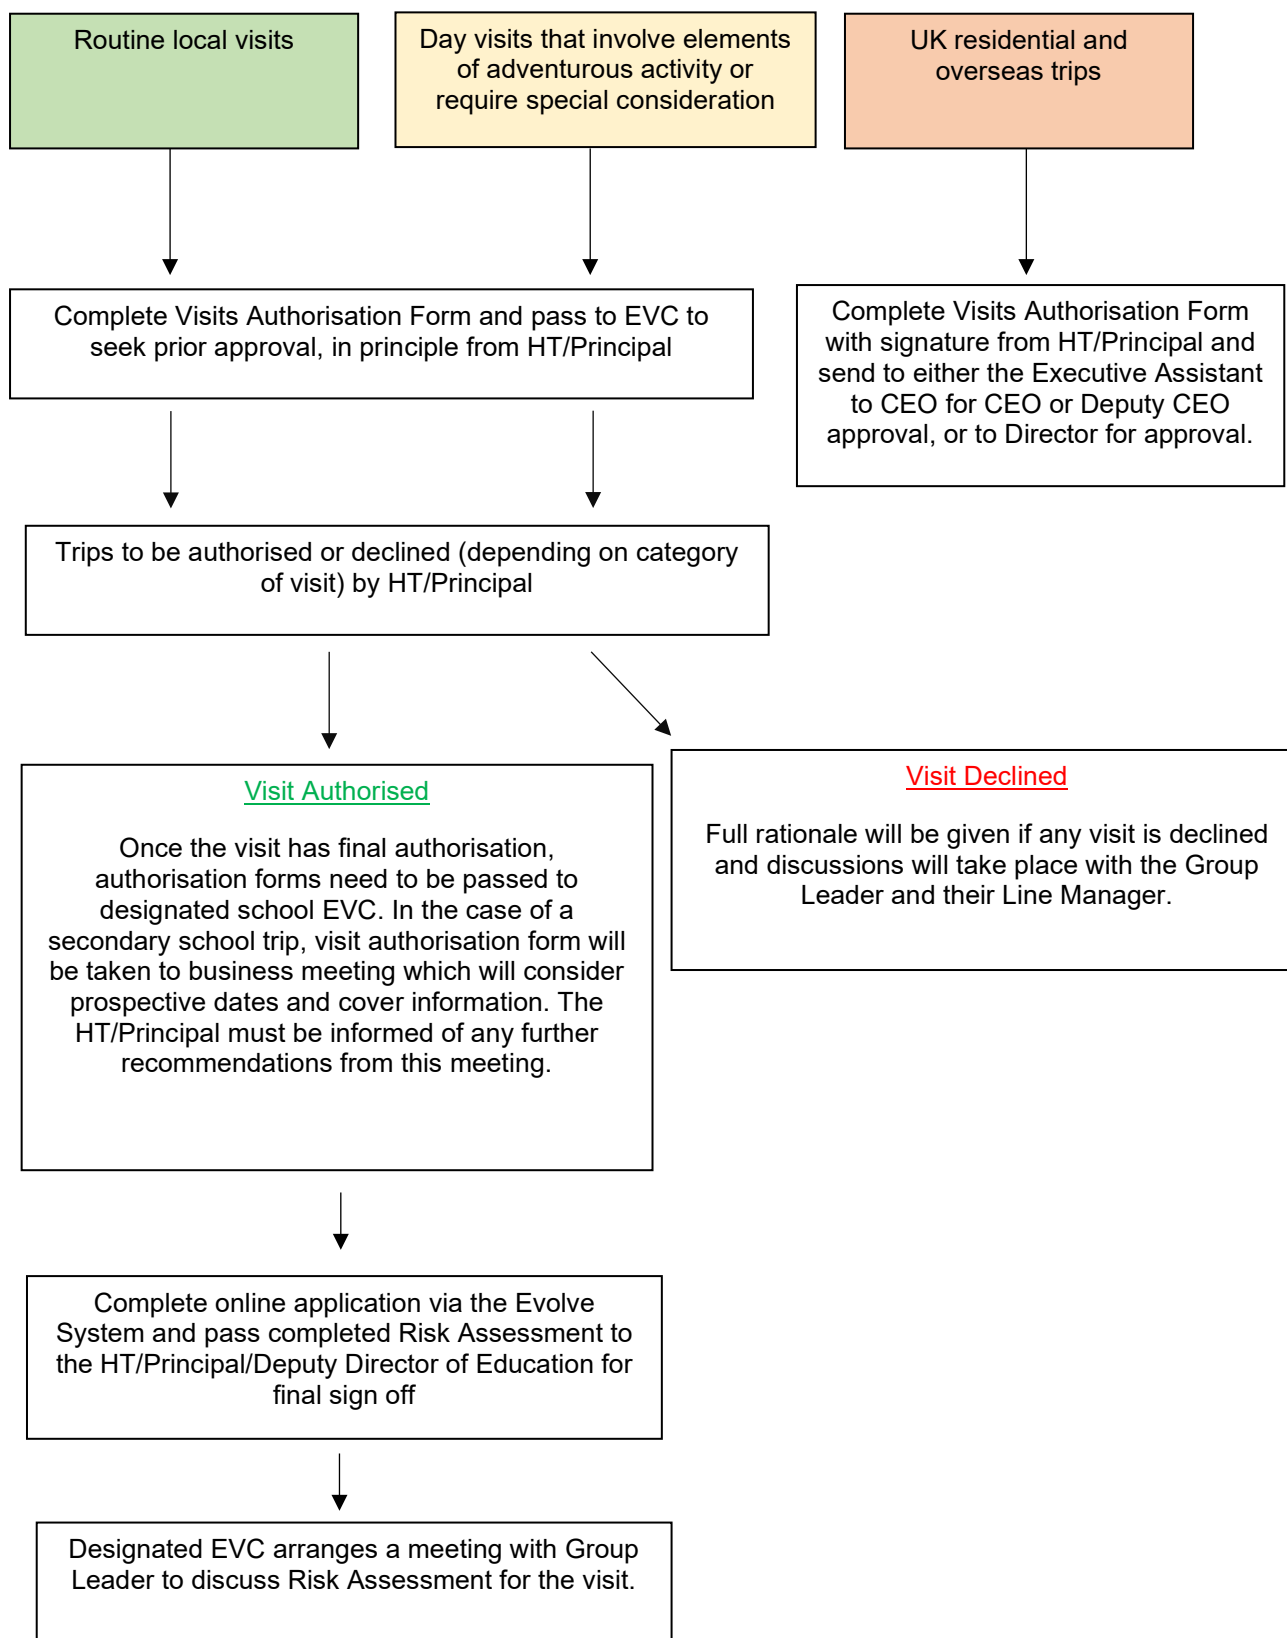 Routine local visits
Day visits that involve elements
of adventurous activity or
require special consideration
UK residential and
overseas trips
Complete Visits Authorisation Form and pass to EVC to
seek prior approval, in principle from HT/Principal
Complete Visits Authorisation Form
with signature from HT/Principal and
send to either the Executive Assistant
to CEO for CEO or Deputy CEO
approval, or to Director for approval.
Trips to be authorised or declined (depending on category
of visit) by HT/Principal
Visit Authorised
Once the visit has final authorisation,
authorisation forms need to be passed to
designated school EVC. In the case of a
secondary school trip, visit authorisation form will
be taken to business meeting which will consider
prospective dates and cover information. The
HT/Principal must be informed of any further
recommendations from this meeting.
Visit Declined
Full rationale will be given if any visit is declined
and discussions will take place with the Group
Leader and their Line Manager.
Complete online application via the Evolve
System and pass completed Risk Assessment to
the HT/Principal/Deputy Director of Education for
final sign off
Designated EVC arranges a meeting with Group
Leader to discuss Risk Assessment for the visit.